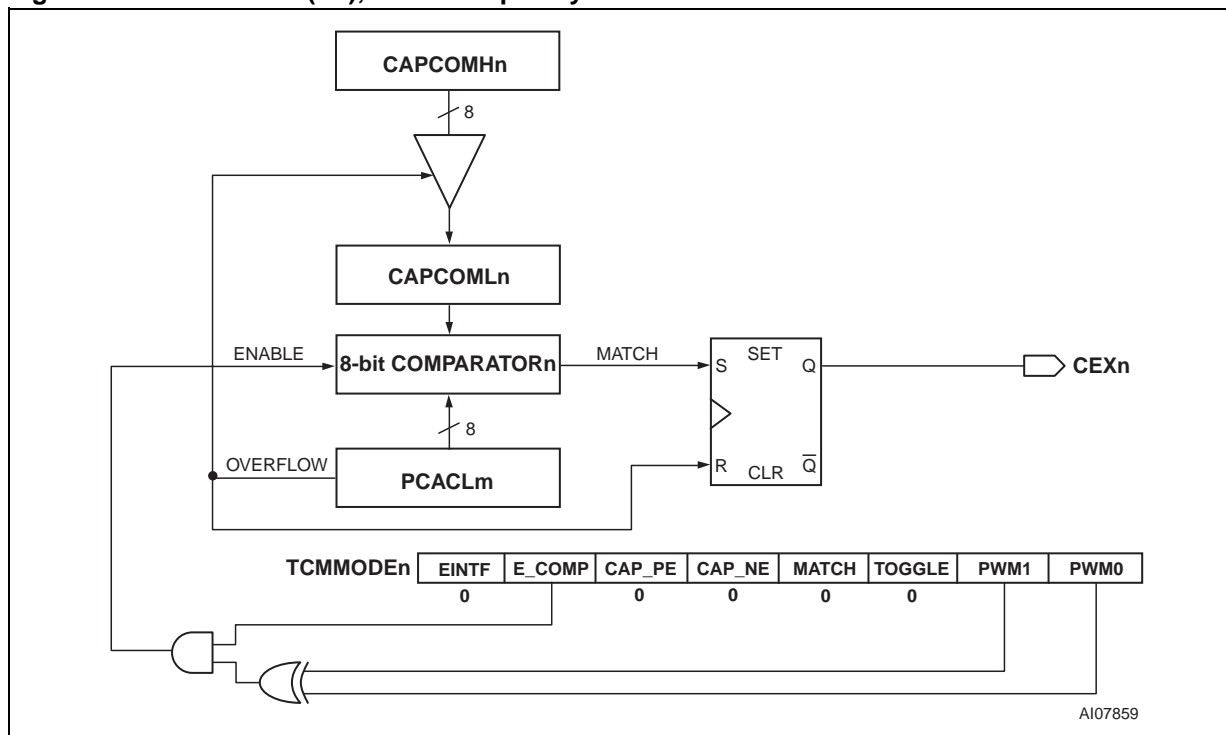 CAPCOMHn
8
CAPCOMLn
ENABLE
8-bit COMPARATORn
MATCH
S SET Q
CEXn
8
OVERFLOW
PCACLm
R CLR Q̅
TCMMODEn EINTF E_COMP CAP_PE CAP_NE MATCH TOGGLE PWM1 PWM0
0 0 0 0 0
AI07859